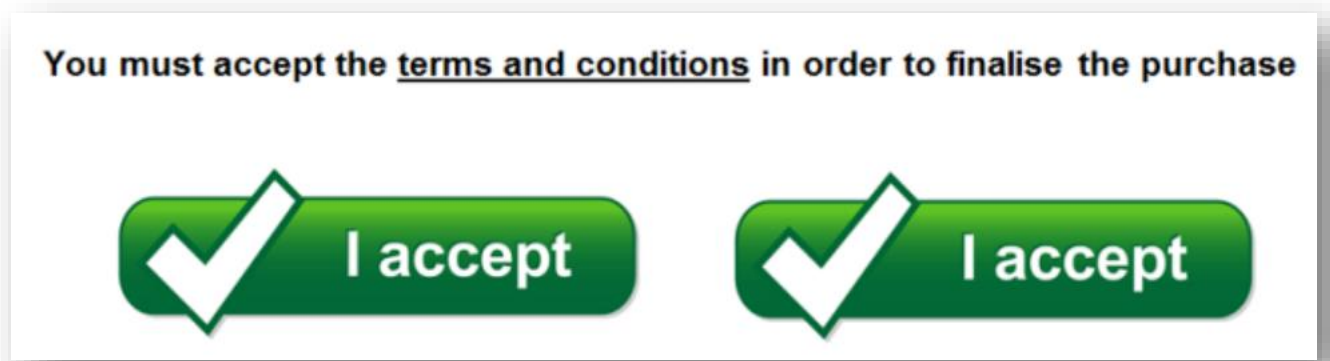 You must accept the terms and conditions in order to finalise the purchase
I accept I accept